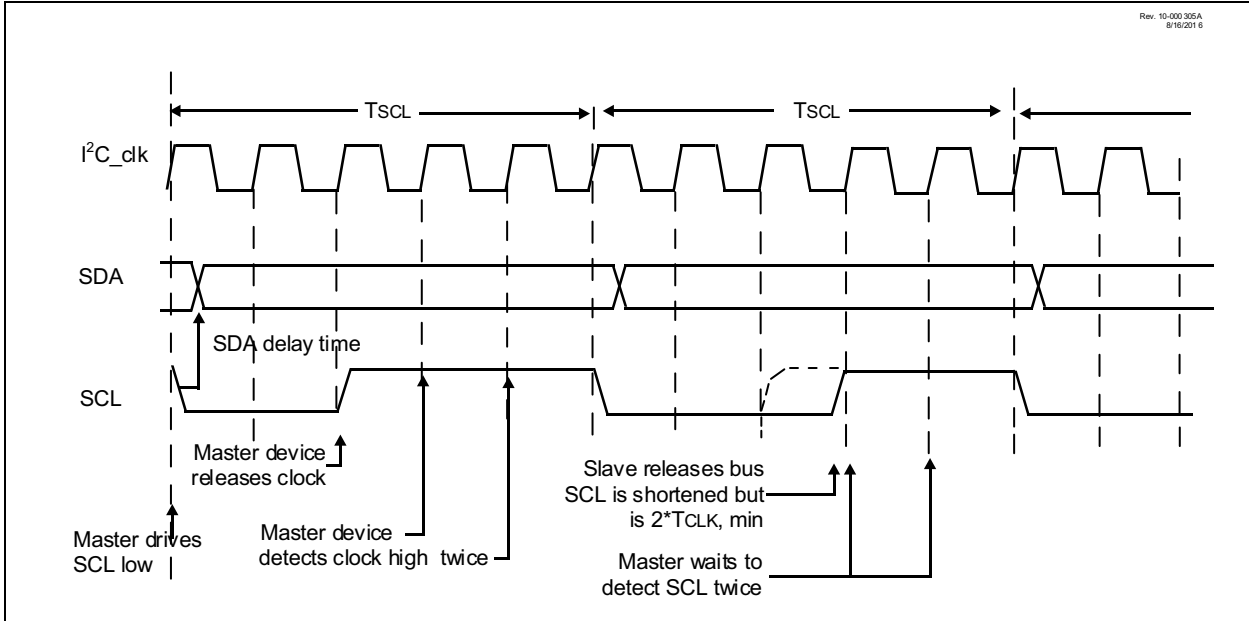 Rev. 10-000 305A
8/16/201 6
TSCL
TSCL
I²C_clk
SDA
SDA delay time
SCL
Master device
releases clock
Slave releases bus
SCL is shortened but
is 2*TCLK, min
Master drives
SCL low
Master device
detects clock high twice
Master waits to
detect SCL twice